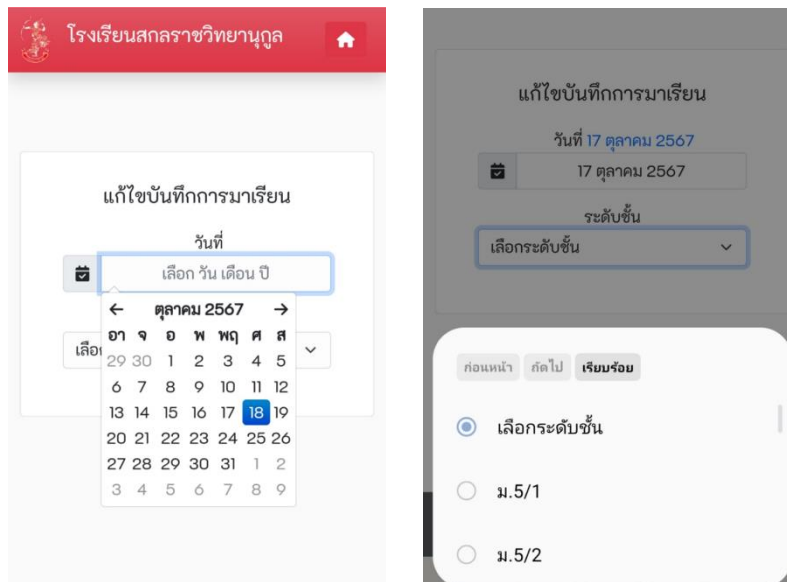 โรงเรียนสกลราชวิทยานุกูล
แก้ไขบันทึกการมาเรียน
วันที่
เลือก วัน เดือน ปี
ตุลาคม 2567
อา จ อ พ พฤ ศ ส
29 30 1 2 3 4 5
6 7 8 9 10 11 12
13 14 15 16 17 18 19
20 21 22 23 24 25 26
27 28 29 30 31 1 2
3 4 5 6 7 8 9
แก้ไขบันทึกการมาเรียน
วันที่ 17 ตุลาคม 2567
17 ตุลาคม 2567
ระดับชั้น
เลือกระดับชั้น
ก่อนหน้า ถัดไป เรียบร้อย
เลือกระดับชั้น
ม.5/1
ม.5/2